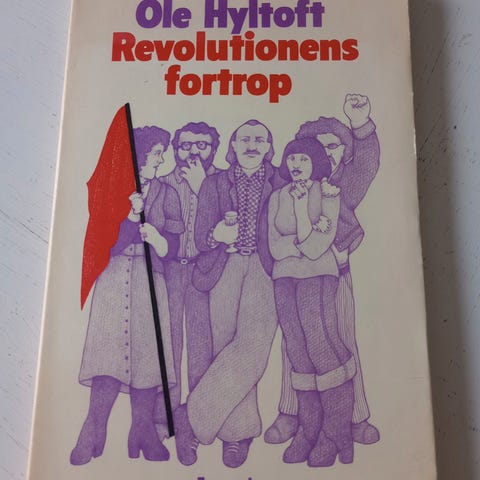 Ole Hyltoft
Revolutionens
fortrop